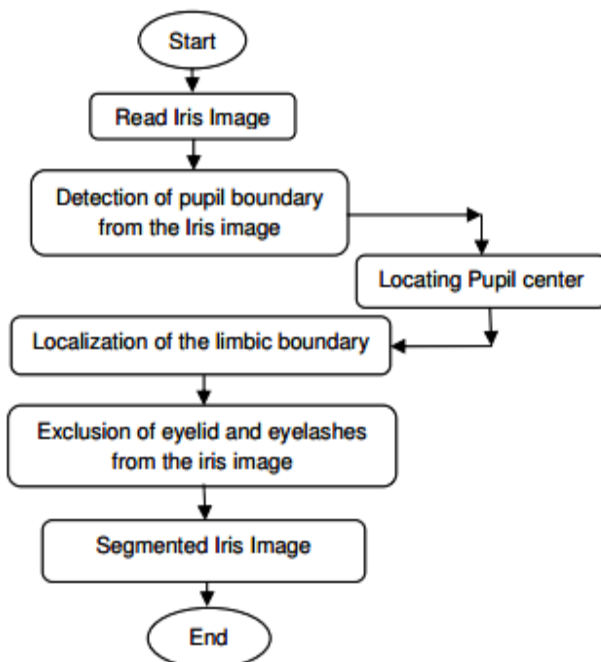 Start
Read Iris Image
Detection of pupil boundary
from the Iris image
Locating Pupil center
Localization of the limbic boundary
Exclusion of eyelid and eyelashes
from the iris image
Segmented Iris Image
End